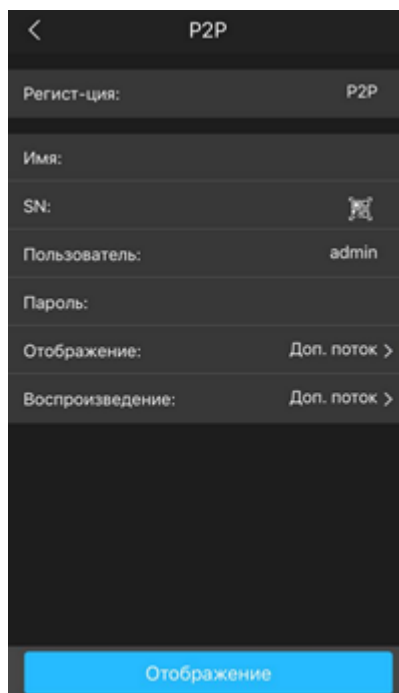 P2P
Регист-ция: P2P
Имя:
SN:
Пользователь: admin
Пароль:
Отображение: Доп. поток
Воспроизведение: Доп. поток
Отображение